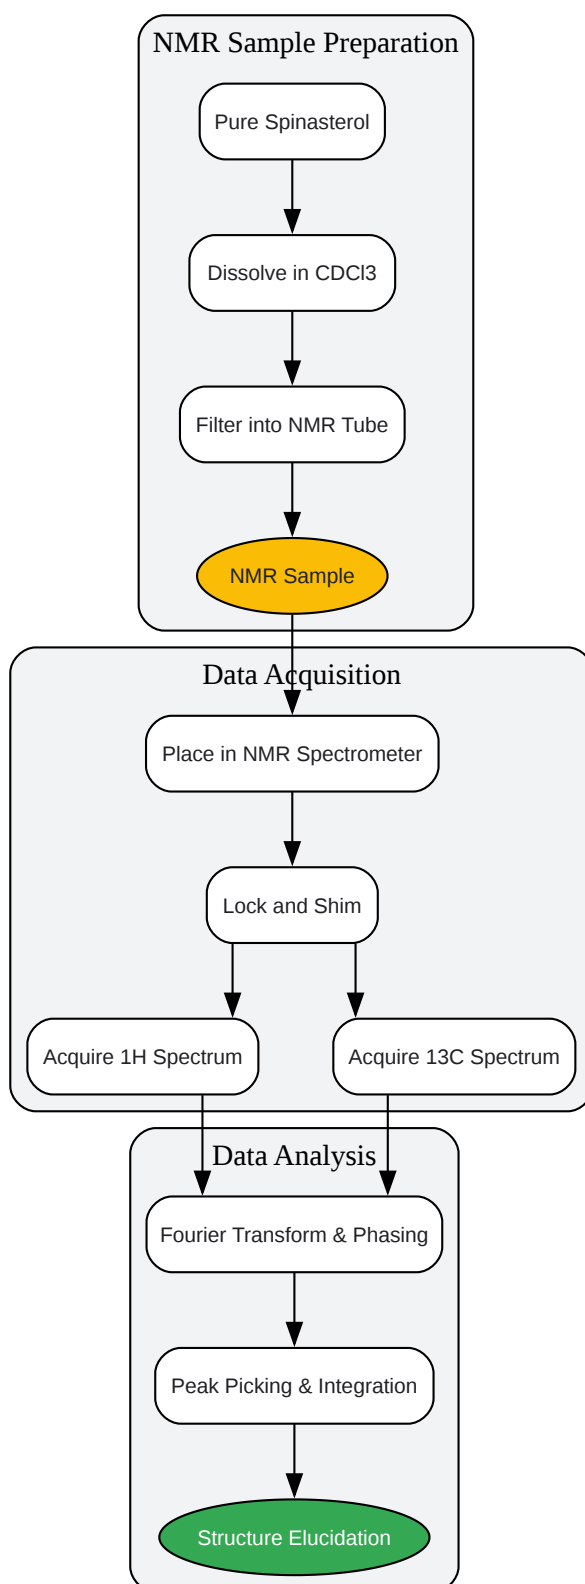 NMR Sample Preparation
Pure Spinasterol
Dissolve in CDCl3
Filter into NMR Tube
NMR Sample
Data Acquisition
Place in NMR Spectrometer
Lock and Shim
Acquire 1H Spectrum
Acquire 13C Spectrum
Data Analysis
Fourier Transform & Phasing
Peak Picking & Integration
Structure Elucidation